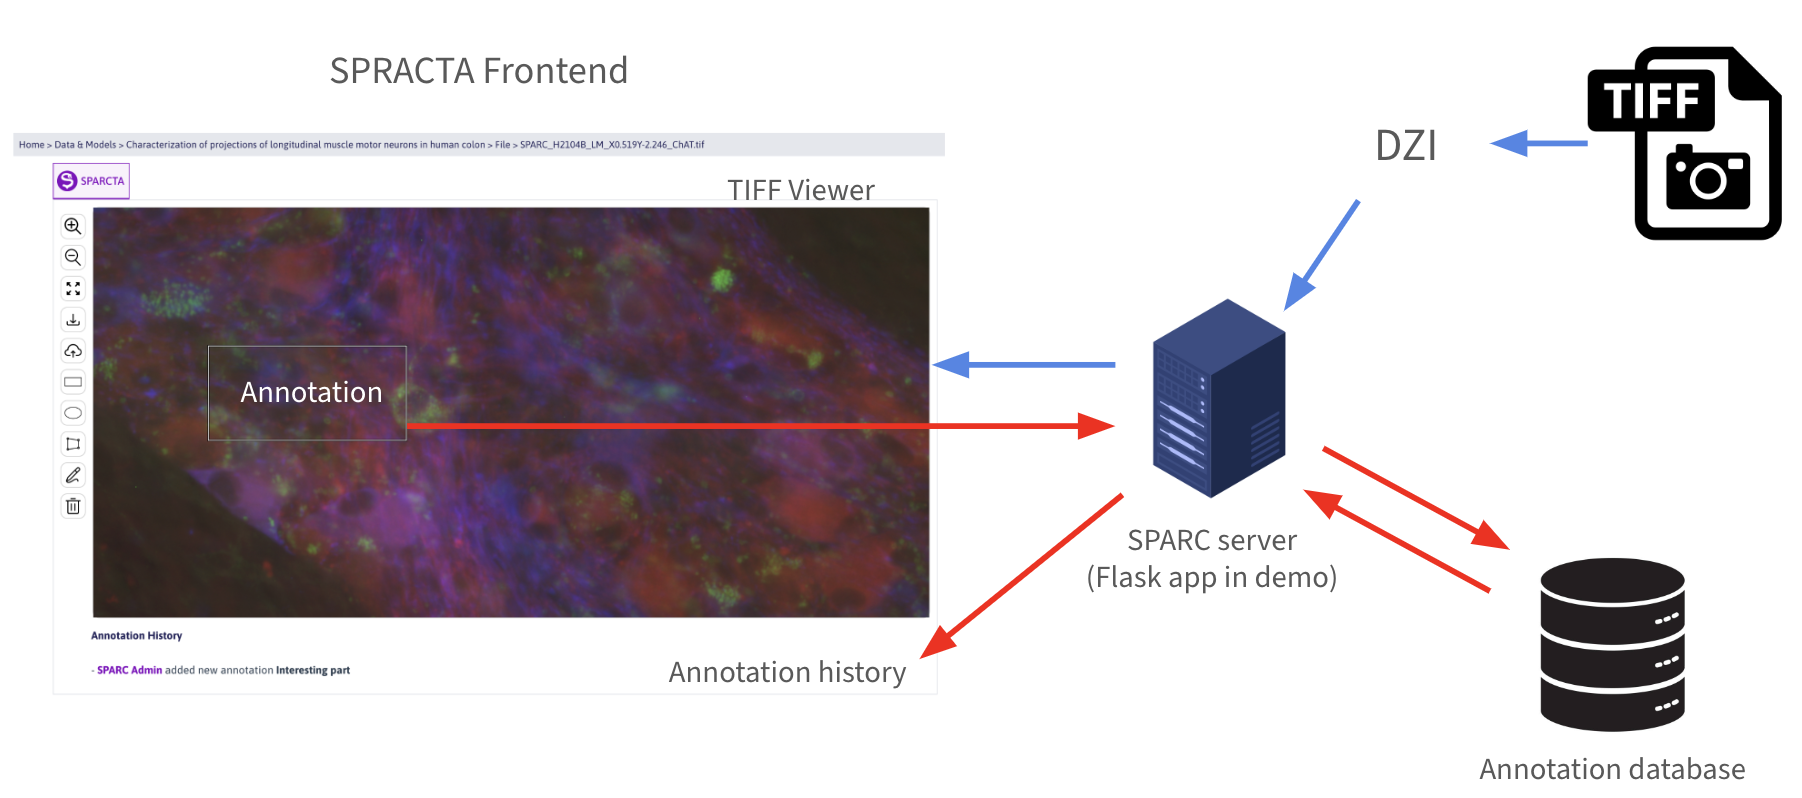 SPRACTA Frontend
Home > Data & Models > Characterization of projections of longitudinal muscle motor neurons in human colon > File > SPARC_H2104B_LM_X0.519Y-2.246_ChAT.tif
SPARCTA
TIFF Viewer
Annotation
Annotation History
- SPARC Admin added new annotation Interesting part
Annotation history
TIFF
DZI
SPARC server
(Flask app in demo)
Annotation database